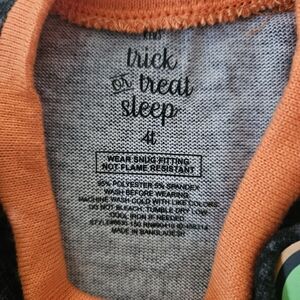 trick
or treat
sleep
4t
WEAR SNUG FITTING
NOT FLAME RESISTANT
95% POLYESTER 5% SPANDEX
WASH BEFORE WEARING
MACHINE WASH COLD WITH LIKE COLORS
DO NOT BLEACH, TUMBLE DRY LOW
COOL IRON IF NEEDED
MADE IN BANGLADESH